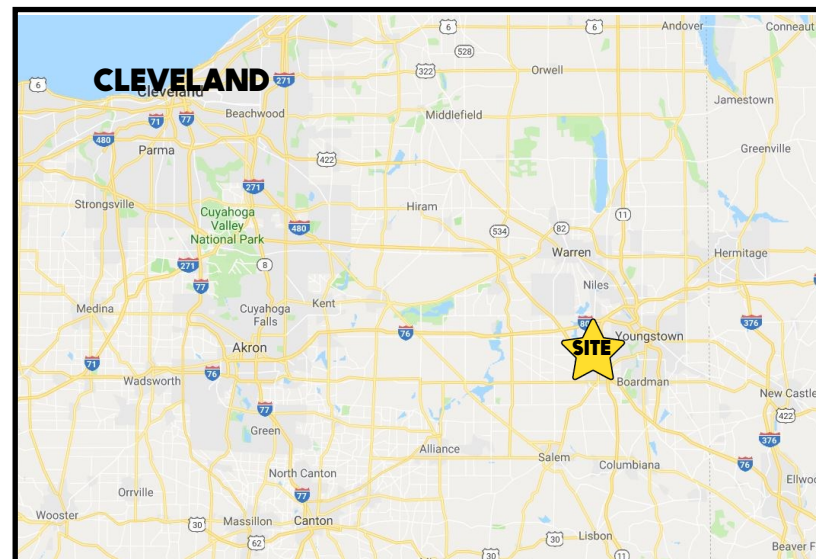 6
6
Andover
Conneaut
528
CLEVELAND
Cleveland
271
322
Orwell
6
Jamestown
Beachwood
Middlefield
71
77
480
Parma
422
Greenville
271
Strongsville
Cuyahoga
Valley
National Park
Hiram
11
480
534
82
Warren
Hermitage
271
8
77
Niles
Medina
Cuyahoga
Falls
Kent
80
376
76
Youngstown
SITE
Akron
71
76
Wadsworth
Boardman
77
New Castle
422
Green
376
Alliance
Salem
Columbiana
76
North Canton
Ellwo
Orrville
77
Wooster
30
Massillon
Canton
62
30
Lisbon
30
11
Beaver F